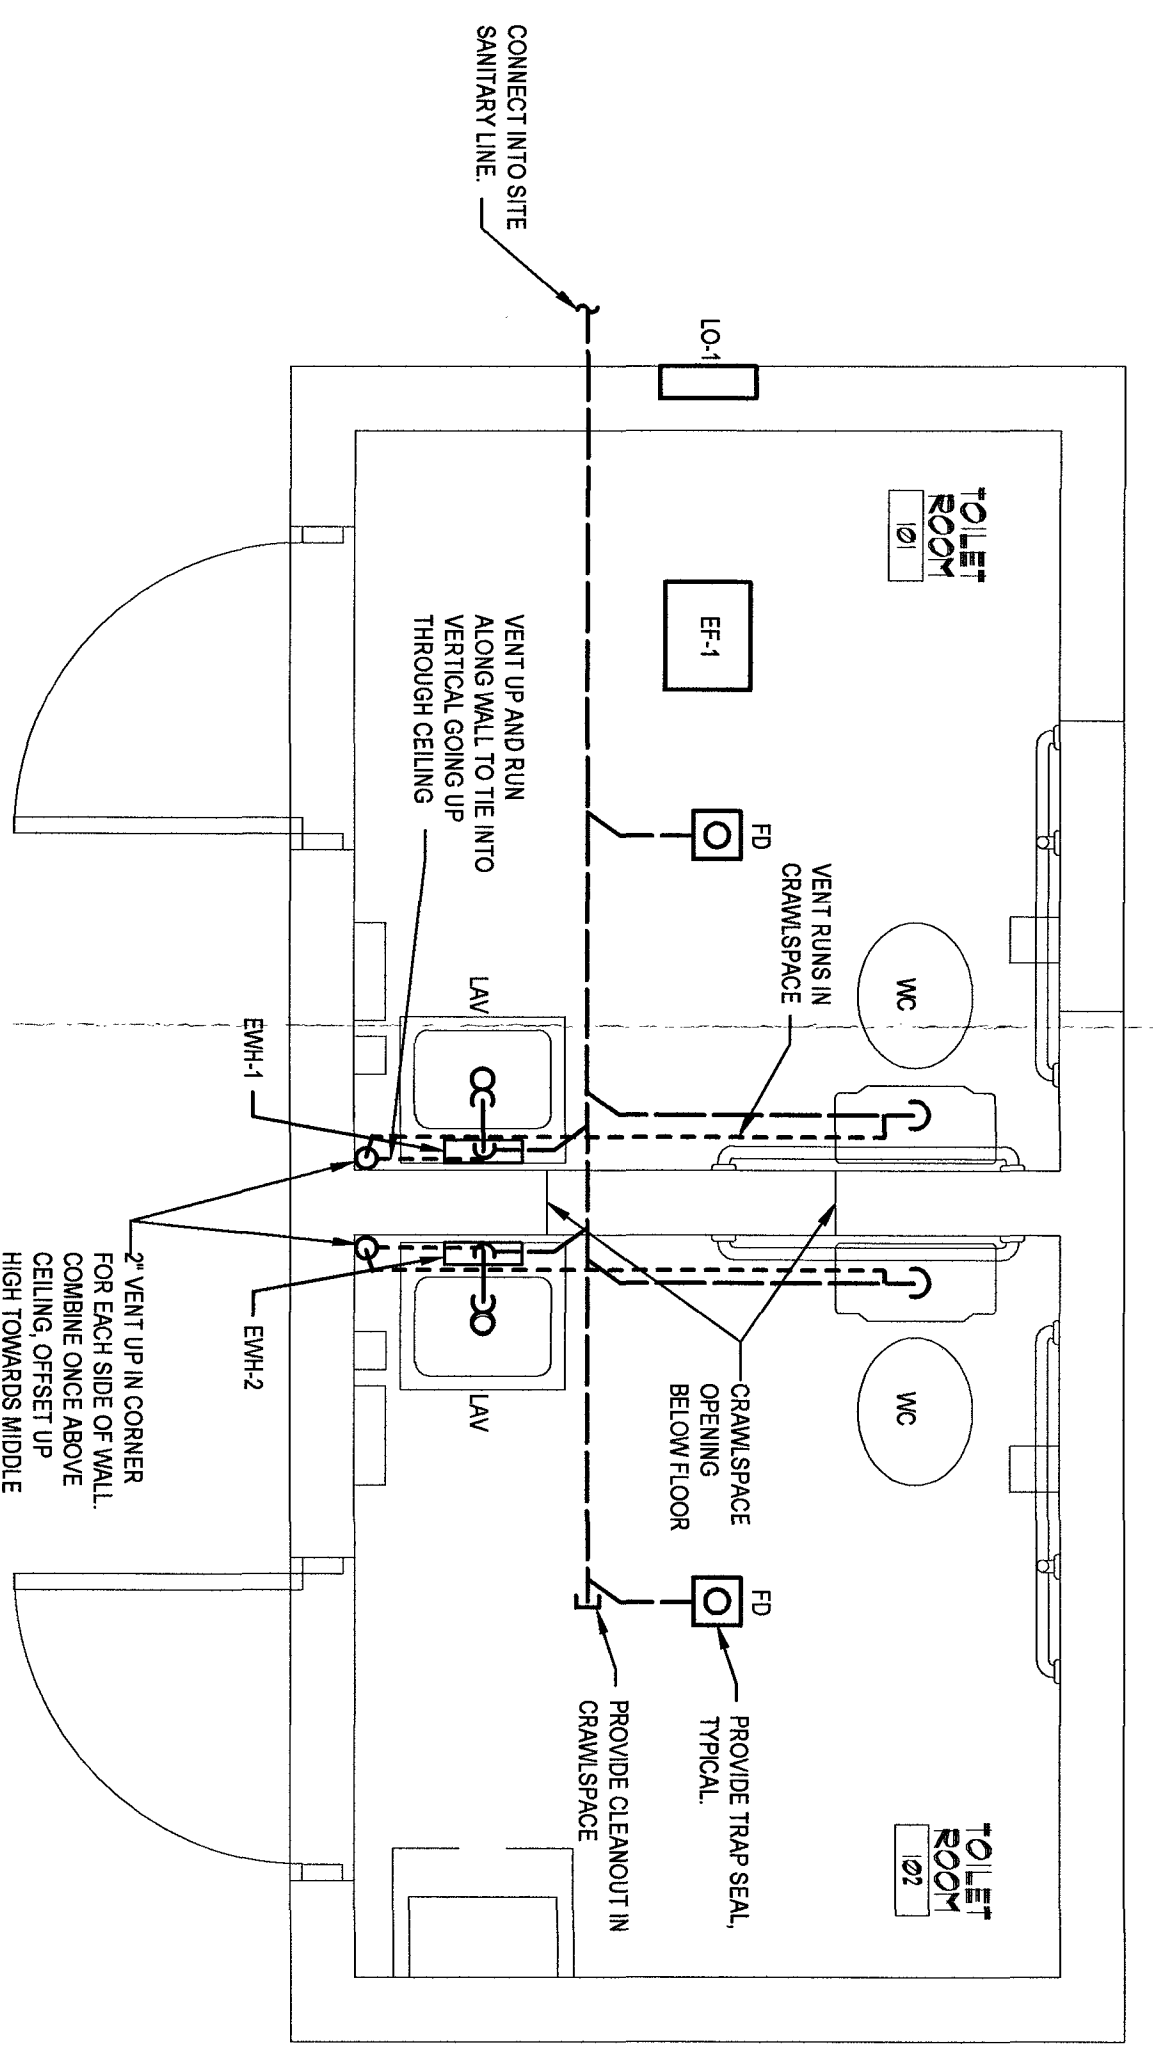 CONNECT INTO SITE
SANITARY LINE.
LO-1
TOILET
ROOM
101
EF-1
VENT UP AND RUN
ALONG WALL TO TIE INTO
VERTICAL GOING UP
THROUGH CEILING
FD
VENT RUNS IN
CRAWLSPACE
WC
LAV
EWH-1
EWH-2
LAV
WC
2" VENT UP IN CORNER
FOR EACH SIDE OF WALL.
COMBINE ONCE ABOVE
CEILING, OFFSET UP
HIGH TOWARDS MIDDLE
CRAWLSPACE
OPENING
BELOW FLOOR
FD
PROVIDE TRAP SEAL,
TYPICAL.
PROVIDE CLEANOUT IN
CRAWLSPACE
TOILET
ROOM
102